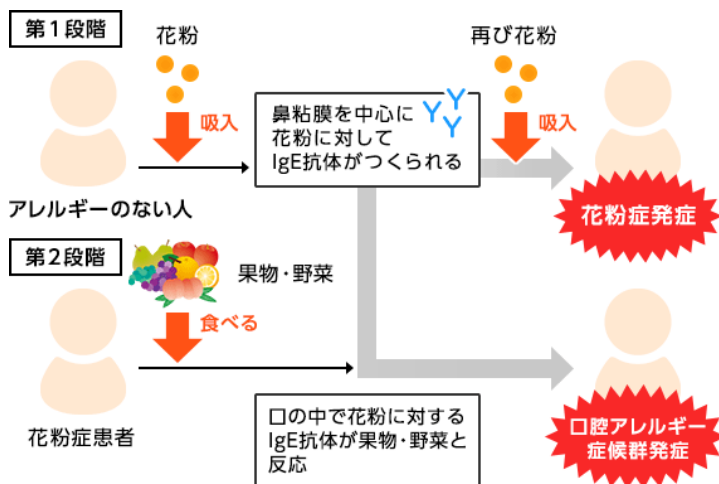 第1段階
花粉
吸入
アレルギーのない人
鼻粘膜を中心に
花粉に対して
IgE抗体がつくられる
再び花粉
吸入
花粉症発症
第2段階
果物・野菜
食べる
花粉症患者
口の中で花粉に対する
IgE抗体が果物・野菜と
反応
口腔アレルギー
症候群発症